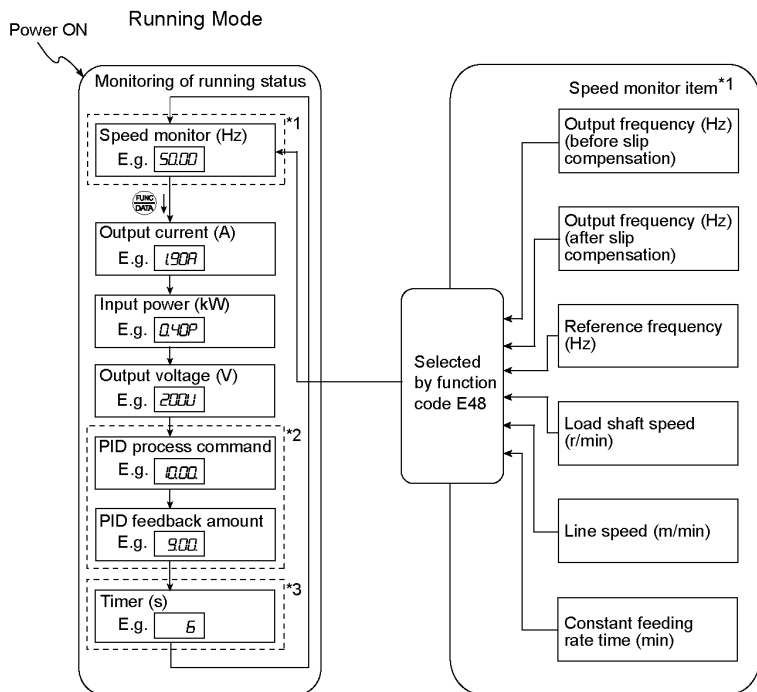 Running Mode
Power ON
Monitoring of running status
*1
Speed monitor (Hz)
E.g. 50.00
FUNC
DATA
Output current (A)
E.g. 1.90A
Input power (kW)
E.g. 0.40P
Output voltage (V)
E.g. 200U
*2
PID process command
E.g. 10.00.
PID feedback amount
E.g. 9.00.
*3
Timer (s)
E.g. 6
Selected
by function
code E48
Speed monitor item*1
Output frequency (Hz)
(before slip
compensation)
Output frequency (Hz)
(after slip
compensation)
Reference frequency
(Hz)
Load shaft speed
(r/min)
Line speed (m/min)
Constant feeding
rate time (min)